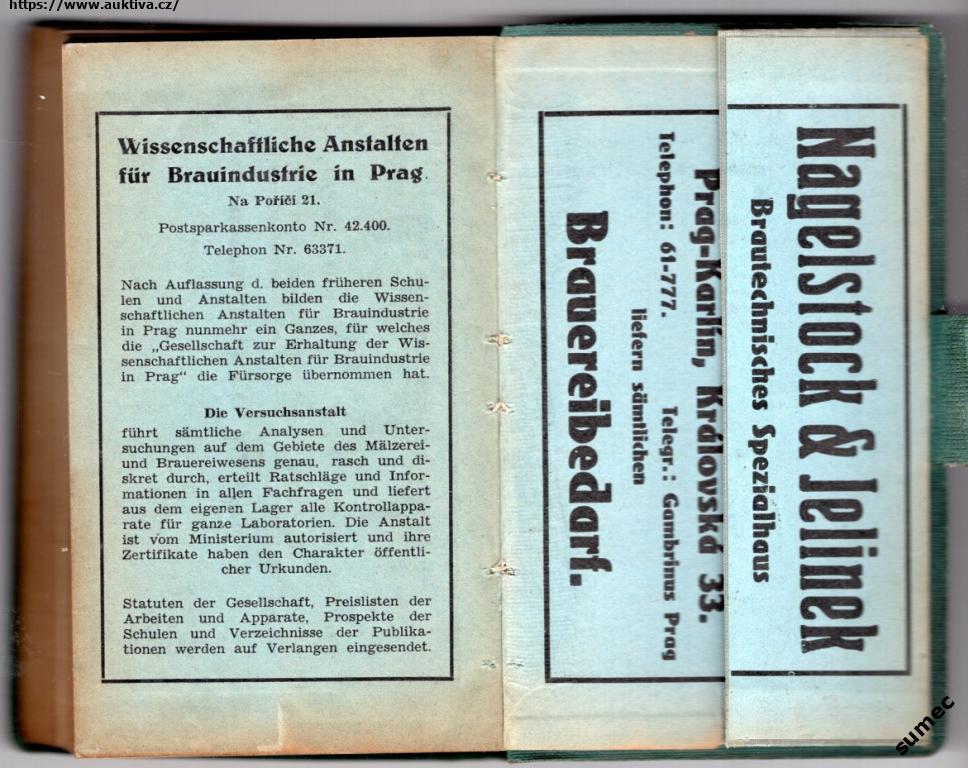 https://www.auktiva.cz/
Wissenschaftliche Anstalten
für Brauindustrie in Prag
Na Poříčí 21.
Postsparkassenkonto Nr. 42.400.
Telephon Nr. 63371.
Nach Auflassung d. beiden früheren Schu-
len und Anstalten bilden die Wissen-
schaftlichen Anstalten für Brauindustrie
in Prag nunmehr ein Ganzes, für welches
die „Gesellschaft zur Erhaltung der Wis-
senschaftlichen Anstalten für Brauindustrie
in Prag“ die Fürsorge übernommen hat.
Die Versuchsanstalt
führt sämtliche Analysen und Unter-
suchungen auf dem Gebiete des Mälzerei-
und Brauereiwesens genau, rasch und di-
skret durch, erteilt Ratschläge und Infor-
mationen in allen Fachfragen und liefert
aus dem eigenen Lager alle Kontrollappa-
rate für ganze Laboratorien. Die Anstalt
ist vom Ministerium autorisiert und ihre
Zertifikate haben den Charakter öffentli-
cher Urkunden.
Statuten der Gesellschaft, Preislisten der
Arbeiten und Apparate, Prospekte der
Schulen und Verzeichnisse der Publika-
tionen werden auf Verlangen eingesendet.
Nagelstock & Jelinek
Brautechnisches Spezialhaus
Prag-Karlín, Královská 33.
Telephon: 61-777. Telegr.: Gambrinus Prag
liefern sämtlichen
Brauereibedarf.
sumec